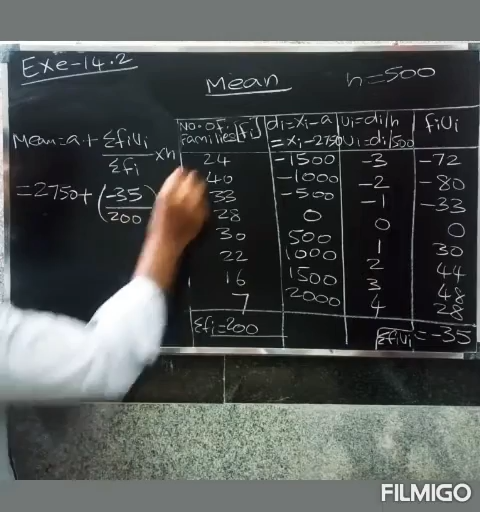 Exe-14.2
Mean
h=500
Mean=a+ Σfiui/Σfi ×h
=2750+(-35/200
No. of. Families[fi] | di=xi-a =xi-2750 | ui=di/h ui=di/500 | fiui
24 -1500 -3 -72
40 -1000 -2 -80
33 -500 -1 -33
28 0 0 0
30 500 1 30
22 1000 2 44
16 1500 3 48
7 2000 4 28
Σfi=200 Σfiui=-35
FILMIGO